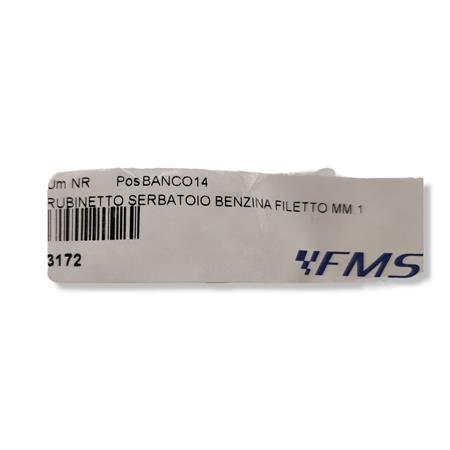 Um NR Pos BANCO14
RUBINETTO SERBATOIO BENZINA FILETTO MM 1
3172
FMS